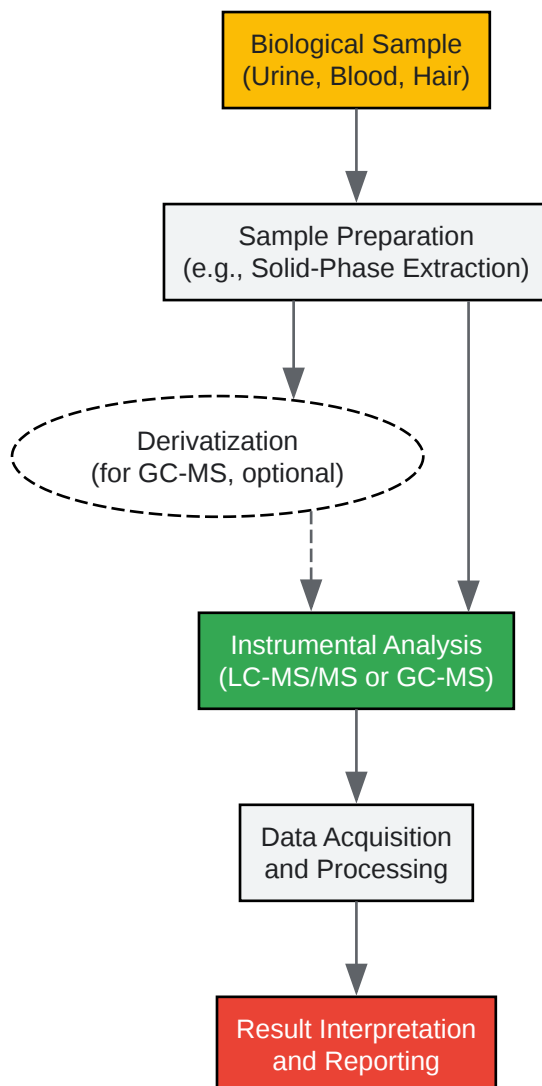 Biological Sample
(Urine, Blood, Hair)
Sample Preparation
(e.g., Solid-Phase Extraction)
Derivatization
(for GC-MS, optional)
Instrumental Analysis
(LC-MS/MS or GC-MS)
Data Acquisition
and Processing
Result Interpretation
and Reporting